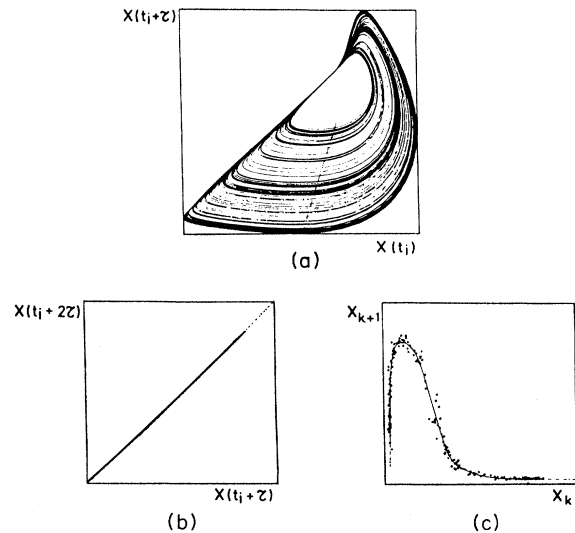 X(tᵢ+τ)
X(tᵢ)
(a)
X(tᵢ+2τ)
X(tᵢ+τ)
(b)
Xₖ₊₁
Xₖ
(c)